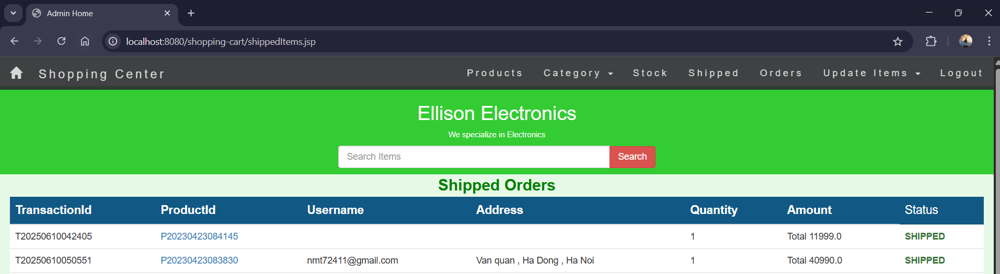 Admin Home
localhost:8080/shopping-cart/shippedItems.jsp
Shopping Center Products Category Stock Shipped Orders Update Items Logout
Ellison Electronics
We specialize in Electronics
Search Items Search
Shipped Orders
TransactionId ProductId Username Address Quantity Amount Status
T20250610042405 P20230423084145 1 Total 11999.0 SHIPPED
T20250610050551 P20230423083830 nmt72411@gmail.com Van quan , Ha Dong , Ha Noi 1 Total 40990.0 SHIPPED